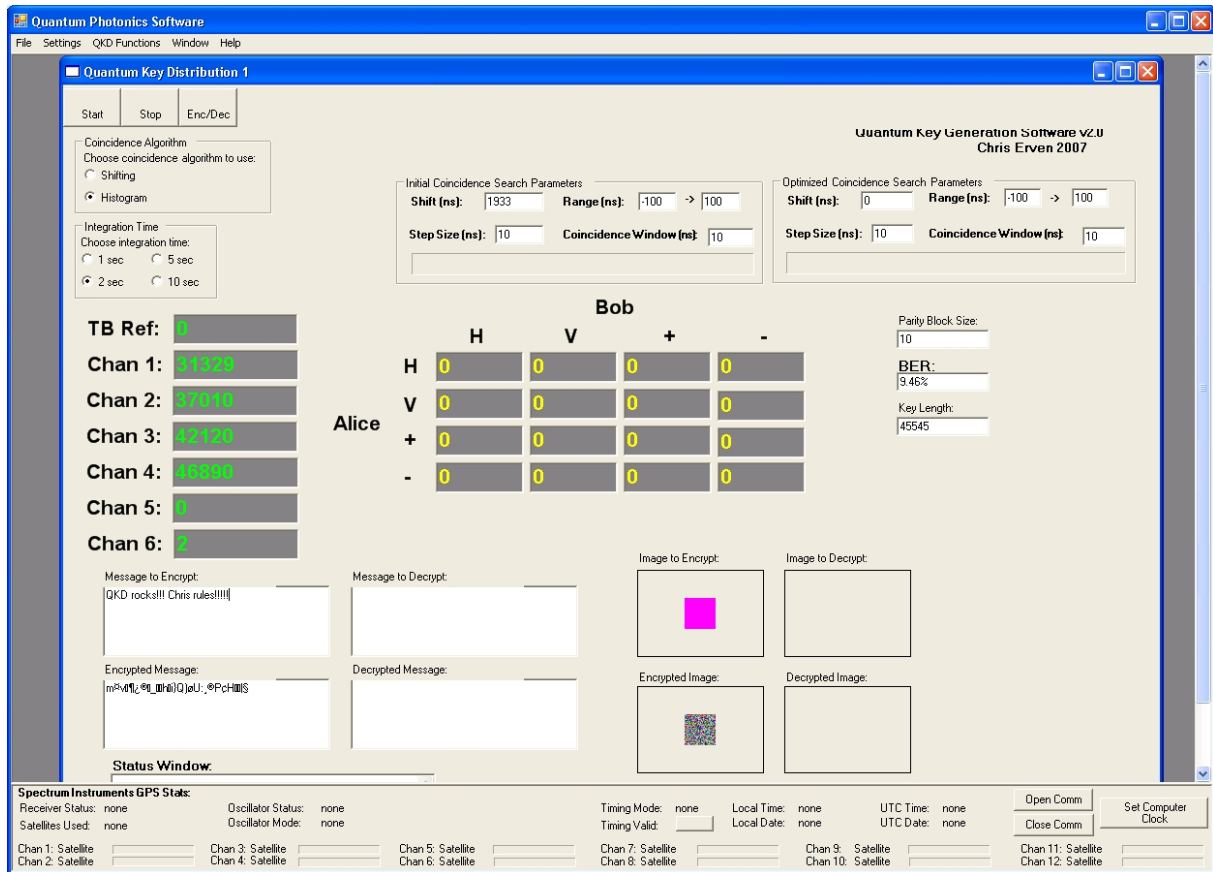 Quantum Photonics Software
File Settings QKD Functions Window Help
Quantum Key Distribution 1
Start Stop Enc/Dec
Quantum Key Generation Software v2.0
Chris Erven 2007
Coincidence Algorithm
Choose coincidence algorithm to use:
Shifting
Histogram
Integration Time
Choose integration time:
1 sec 5 sec
2 sec 10 sec
Initial Coincidence Search Parameters
Shift (ns): 1933 Range (ns): -100 -> 100
Step Size (ns): 10 Coincidence Window (ns): 10
Optimized Coincidence Search Parameters
Shift (ns): 0 Range (ns): -100 -> 100
Step Size (ns): 10 Coincidence Window (ns): 10
TB Ref: 0
Chan 1: 31329
Chan 2: 37010
Chan 3: 42120
Chan 4: 46890
Chan 5: 0
Chan 6: 2
Bob
H V + -
Alice
H 0 0 0 0
V 0 0 0 0
+ 0 0 0 0
- 0 0 0 0
Parity Block Size:
10
BER:
9.46%
Key Length:
45545
Message to Encrypt:
QKD rocks!!! Chris rules!!!!!
Message to Decrypt:
Encrypted Message:
Decrypted Message:
Image to Encrypt:
Image to Decrypt:
Encrypted Image:
Decrypted Image:
Status Window:
Spectrum Instruments GPS Stats:
Receiver Status: none Oscillator Status: none Timing Mode: none Local Time: none UTC Time: none
Satellites Used: none Oscillator Mode: none Timing Valid: Local Date: none UTC Date: none
Open Comm
Close Comm
Set Computer
Clock
Chan 1: Satellite Chan 3: Satellite Chan 5: Satellite Chan 7: Satellite Chan 9: Satellite Chan 11: Satellite
Chan 2: Satellite Chan 4: Satellite Chan 6: Satellite Chan 8: Satellite Chan 10: Satellite Chan 12: Satellite